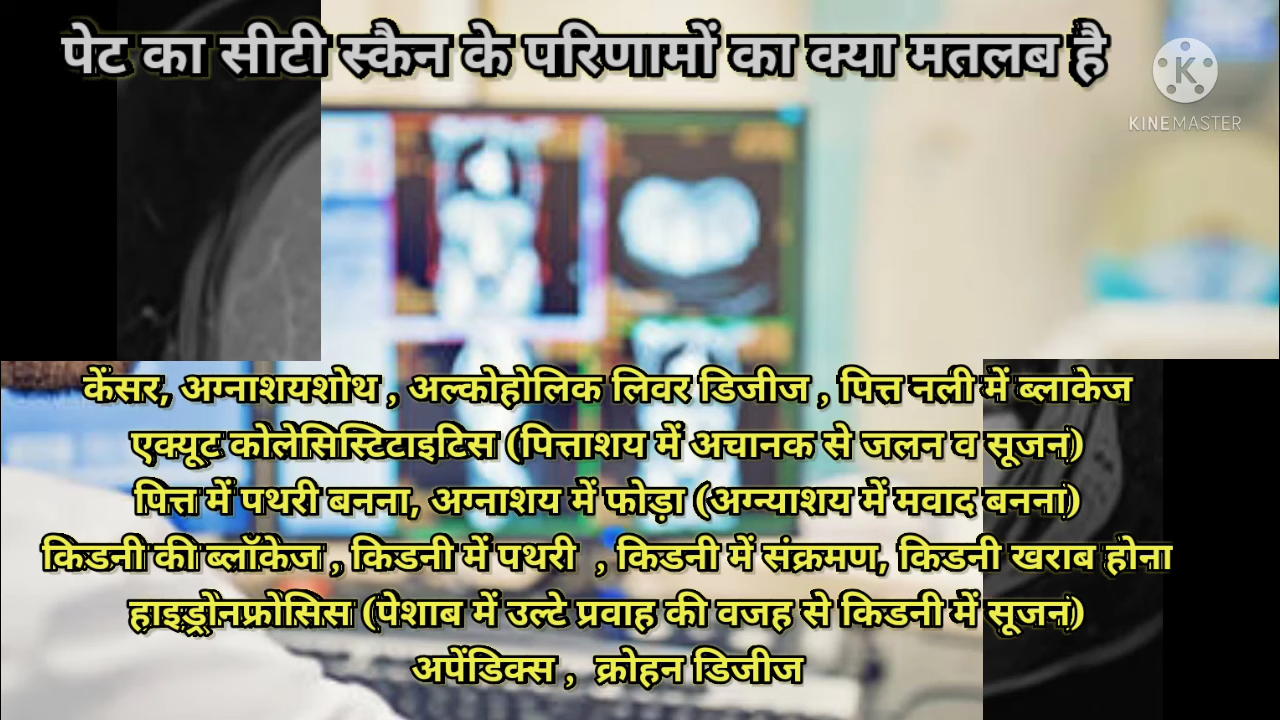 पेट का सीटी स्कैन के परिणामों का क्या मतलब है
K
KINEMASTER
केंसर, अग्नाशयशोथ , अल्कोहोलिक लिवर डिजीज , पित्त नली में ब्लाकेज
एक्यूट कोलेसिस्टिटाइटिस (पित्ताशय में अचानक से जलन व सूजन)
पित्त में पथरी बनना, अग्नाशय में फोड़ा (अग्न्याशय में मवाद बनना)
किडनी की ब्लॉकेज , किडनी में पथरी , किडनी में संक्रमण, किडनी खराब होना
हाइड्रोनफ्रोसिस (पेशाब में उल्टे प्रवाह की वजह से किडनी में सूजन)
अपेंडिक्स , क्रोहन डिजीज